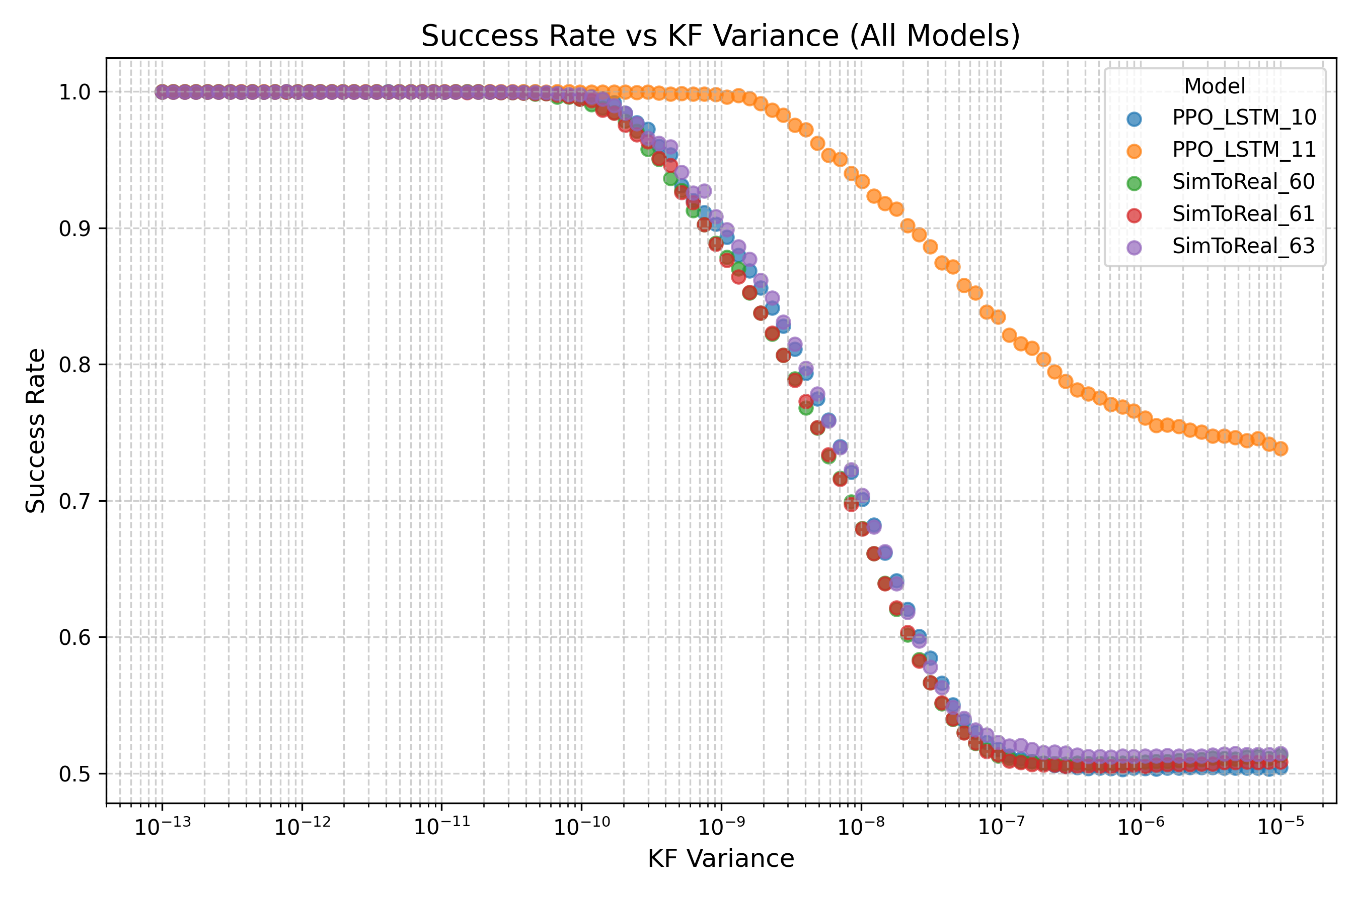 Success Rate vs KF Variance (All Models)
Model
PPO_LSTM_10
PPO_LSTM_11
SimToReal_60
SimToReal_61
SimToReal_63
Success Rate
1.0
0.9
0.8
0.7
0.6
0.5
10⁻¹³ 10⁻¹² 10⁻¹¹ 10⁻¹⁰ 10⁻⁹ 10⁻⁸ 10⁻⁷ 10⁻⁶ 10⁻⁵
KF Variance